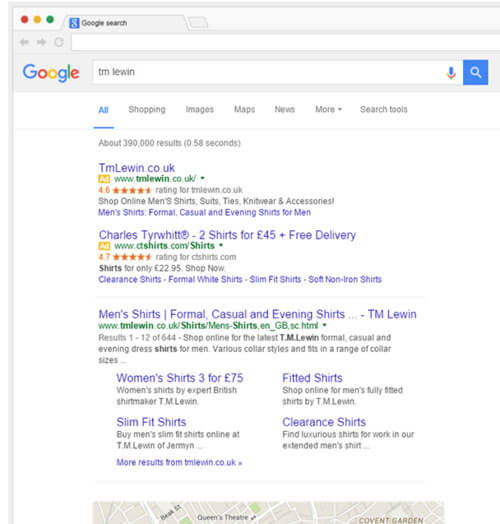 Google search
Google
tm lewin
All Shopping Images Maps News More Search tools
About 390,000 results (0.58 seconds)
TmLewin.co.uk
Ad www.tmlewin.co.uk/
4.6 ★★★★★ rating for tmlewin.co.uk
Shop Online Men'S Shirts, Suits, Ties, Knitwear & Accessories!
Men's Shirts: Formal, Casual and Evening Shirts for Men
Charles Tyrwhitt® - 2 Shirts for £45 + Free Delivery
Ad www.ctshirts.com/Shirts
4.7 ★★★★★ rating for ctshirts.com
Shirts for only £22.95. Shop Now.
Clearance Shirts - Formal White Shirts - Slim Fit Shirts - Soft Non-Iron Shirts
Men's Shirts | Formal, Casual and Evening Shirts ... - TM Lewin
www.tmlewin.co.uk/Shirts/Mens-Shirts,en_GB,sc.html
Results 1 - 12 of 644 - Shop online for the latest T.M.Lewin formal, casual and
evening dress shirts for men. Various collar styles and fits in a range of collar
sizes ...
Women's Shirts 3 for £75
Women's shirts by expert British
shirtmaker T.M.Lewin.
Fitted Shirts
Shop online for men's fully fitted
shirts by T.M.Lewin.
Slim Fit Shirts
Buy men's slim fit shirts online at
T.M.Lewin of Jermyn ...
Clearance Shirts
Find luxurious shirts for work in our
extended men's shirt ...
More results from tmlewin.co.uk »
Beak St
Queen's Theatre
COVENT GARDEN